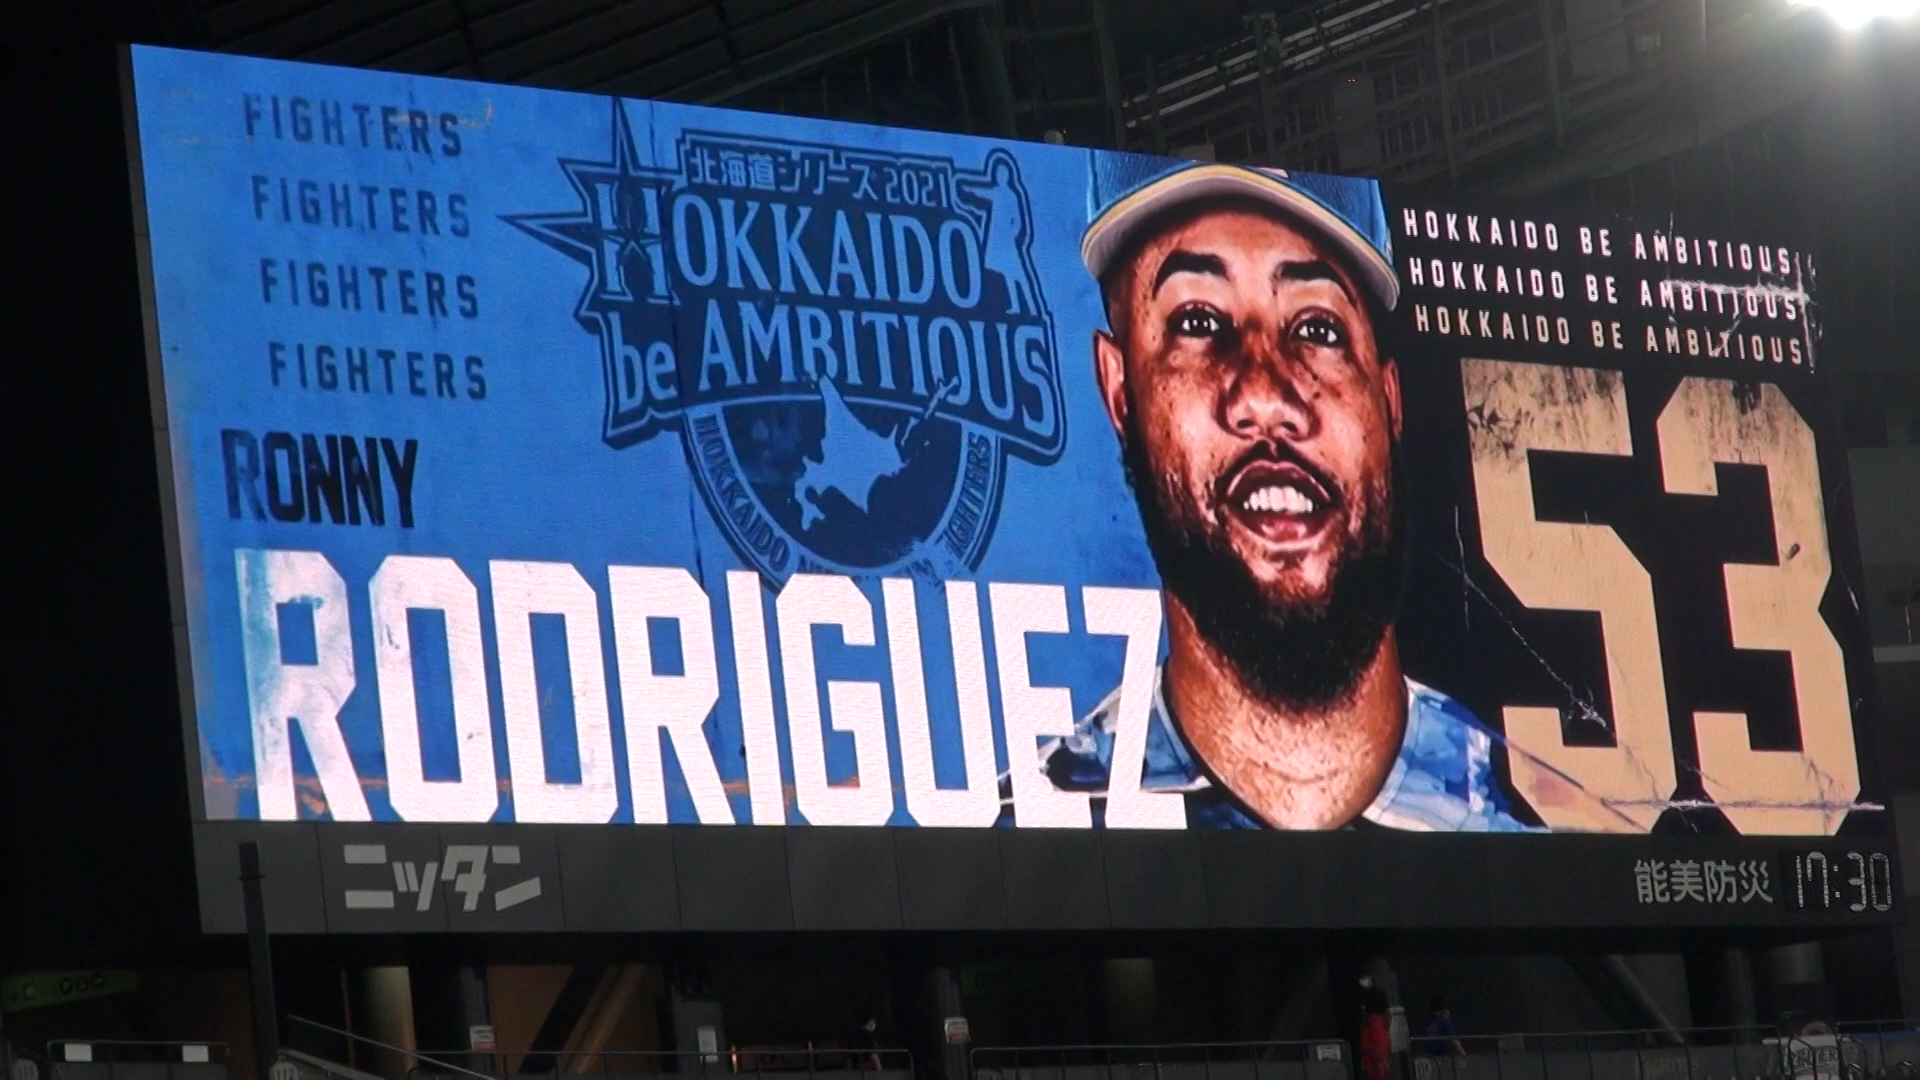 FIGHTERS
FIGHTERS
FIGHTERS
FIGHTERS
北海道シリーズ2021
HOKKAIDO
be AMBITIOUS
HOKKAIDO
FIGHTERS
RONNY
RODRIGUEZ
HOKKAIDO BE AMBITIOUS
HOKKAIDO BE AMBITIOUS
HOKKAIDO BE AMBITIOUS
53
ニッタン
能美防災
17:30